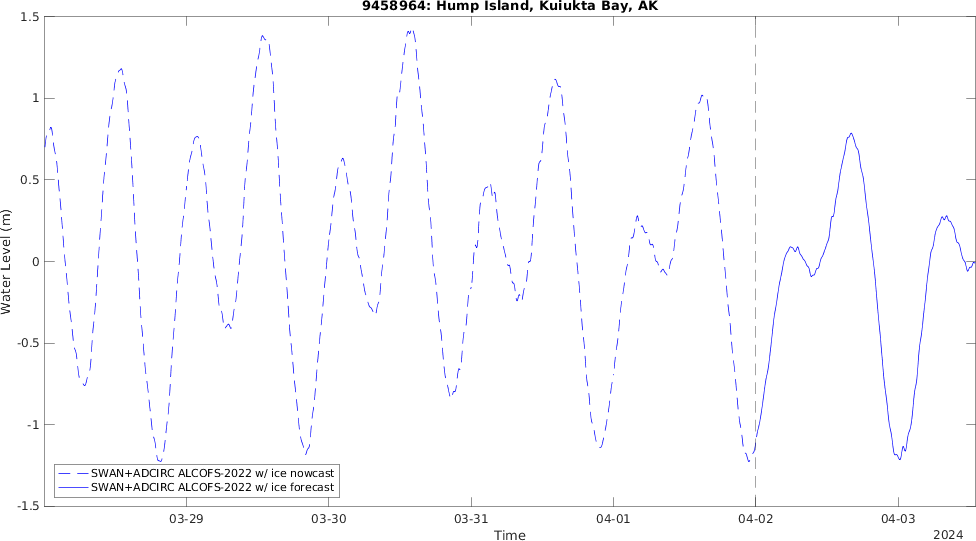 9458964: Hump Island, Kuiukta Bay, AK
1.5
1
0.5
0
-0.5
-1
-1.5
Water Level (m)
SWAN+ADCIRC ALCOFS-2022 w/ ice nowcast
SWAN+ADCIRC ALCOFS-2022 w/ ice forecast
03-29 03-30 03-31 04-01 04-02 04-03
Time
2024